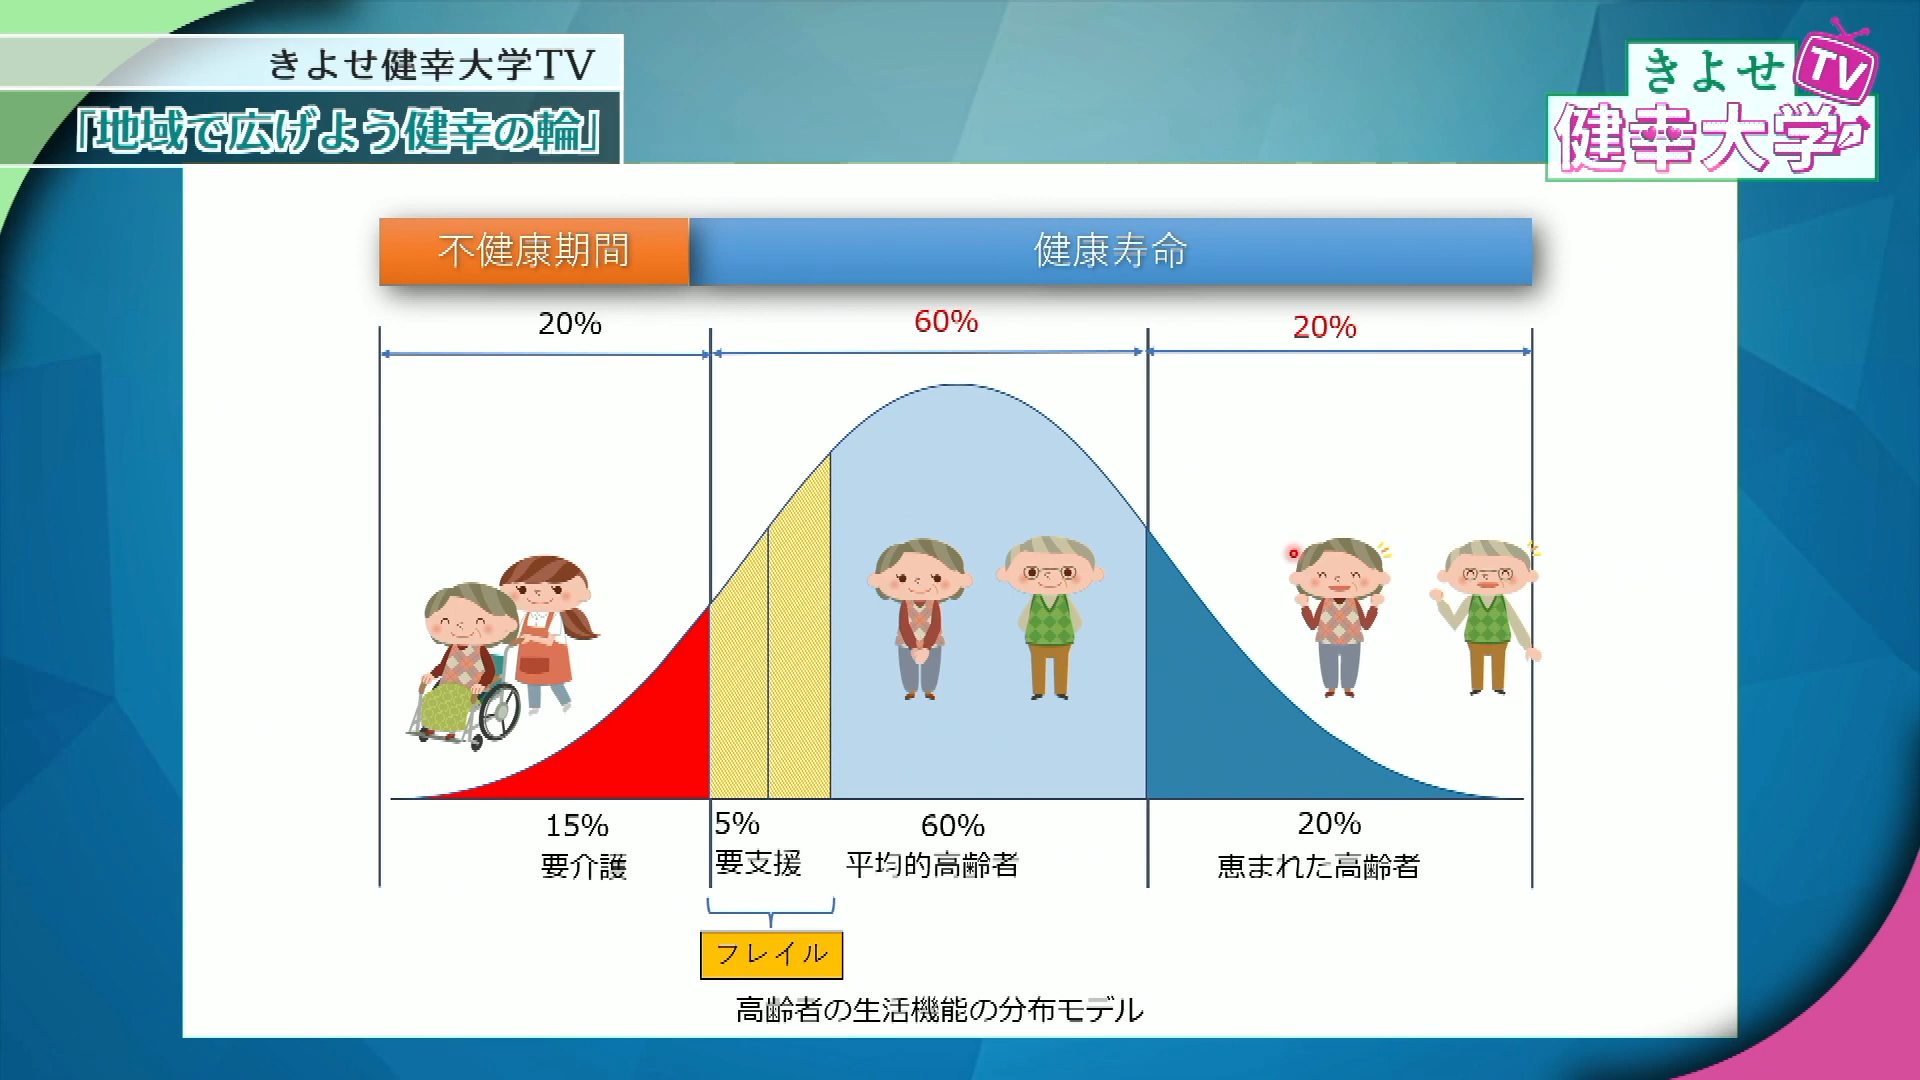 きよせ健幸大学TV
「地域で広げよう健幸の輪」
きよせ
TV
健幸大学
不健康期間
健康寿命
20%
60%
20%
15%
5%
60%
20%
要介護
要支援
平均的高齢者
恵まれた高齢者
フレイル
高齢者の生活機能の分布モデル